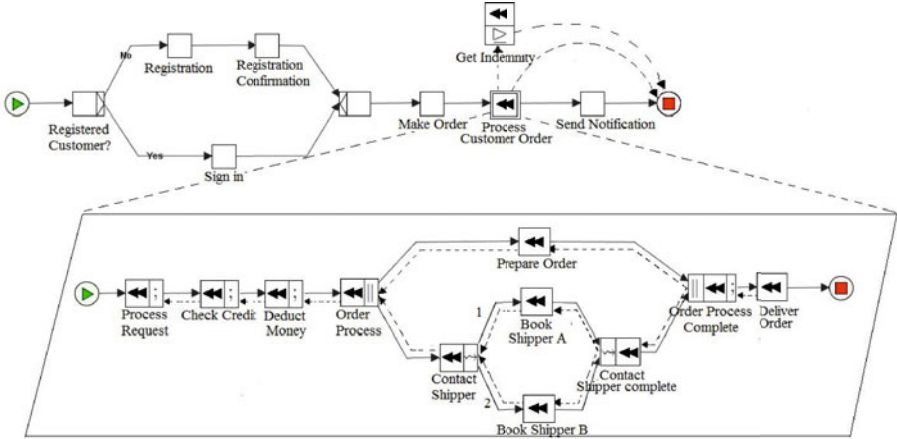 Get Indemnity
No
Registration
Registration
Confirmation
Registered
Customer?
Make Order
Process
Customer Order
Send Notification
Yes
Sign in
Prepare Order
Process
Request
Check Credit
Deduct
Money
Order
Process
1
Book
Shipper A
Order Process
Complete
Deliver
Order
Contact
Shipper
Contact
Shipper complete
2
Book Shipper B